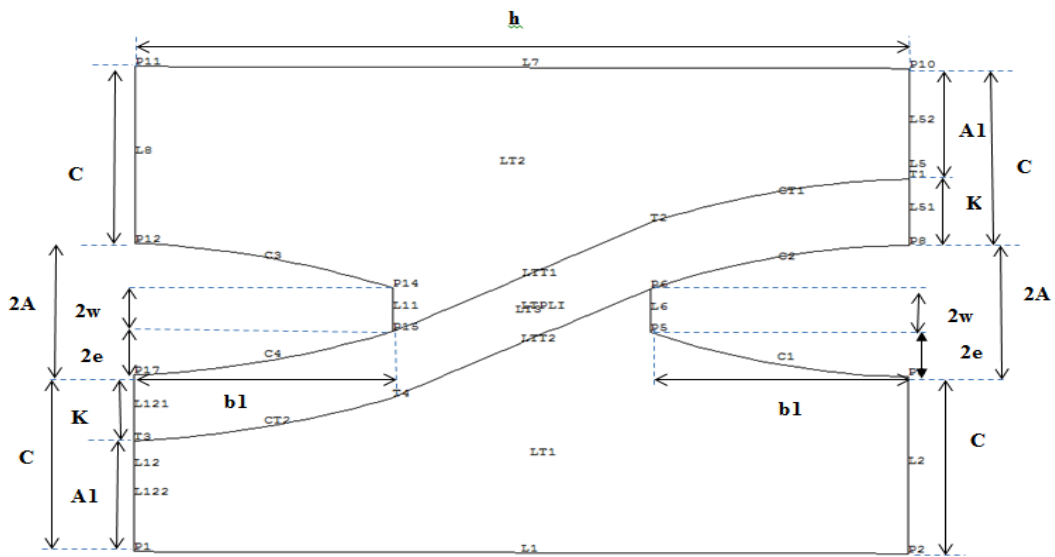 h
P11
L7
P10
L52
A1
C
L8
LT2
L5
T1
C
CT1
K
L51
T2
P12
P8
C3
C2
LTT1
P14
P6
2A
2w
L11
LTPLI
L6
2w
2A
LT3
P15
P5
LTT2
2e
C4
C1
2e
P17
P
L121
b1
T4
b1
K
CT2
T3
C
L12
LT1
L2
C
A1
L122
P1
L1
P2